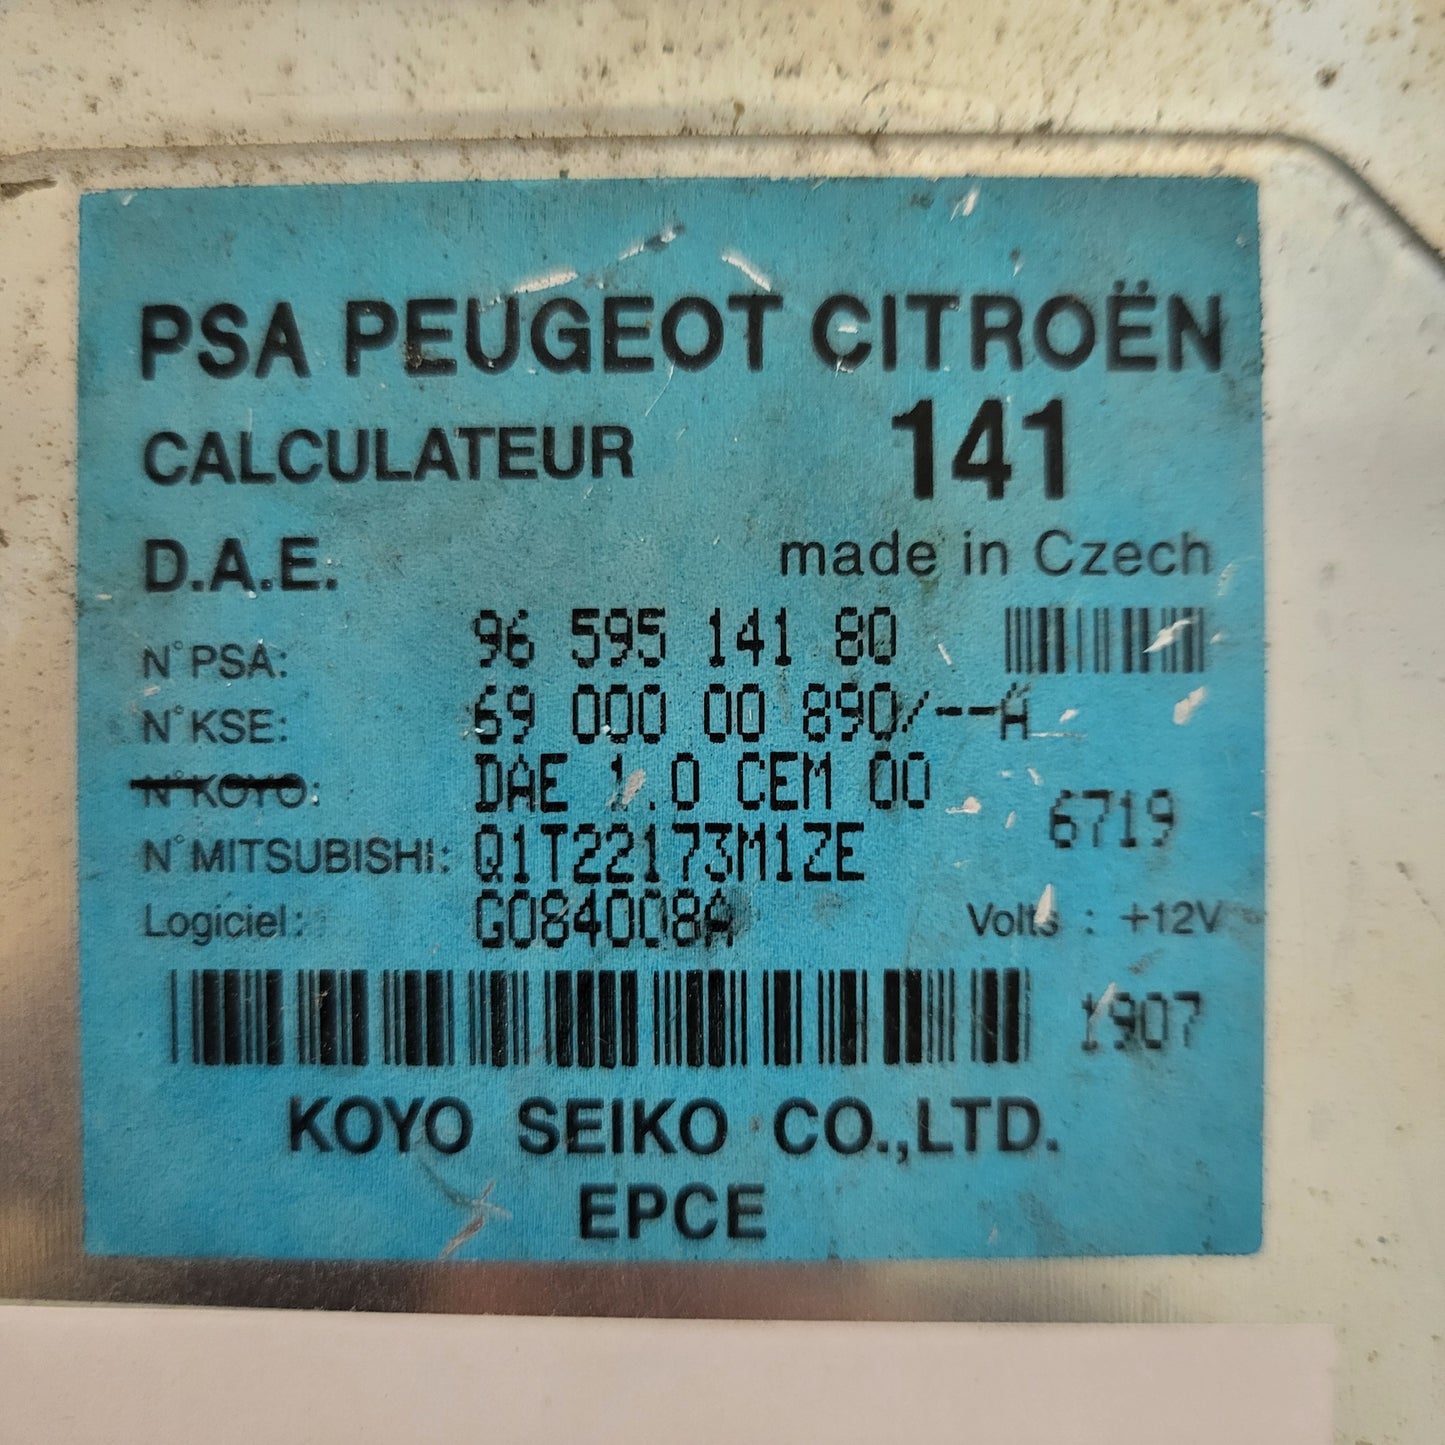 PSA PEUGEOT CITROËN
CALCULATEUR 141
D.A.E. made in Czech
N°PSA: 96 595 141 80
N°KSE: 69 000 00 890/--A
N°KOYO: DAE 1.0 CEM 00
6719
N°MITSUBISHI: Q1T22173M1ZE
Logiciel: G084008A Volts : +12V
1907
KOYO SEIKO CO.,LTD.
EPCE